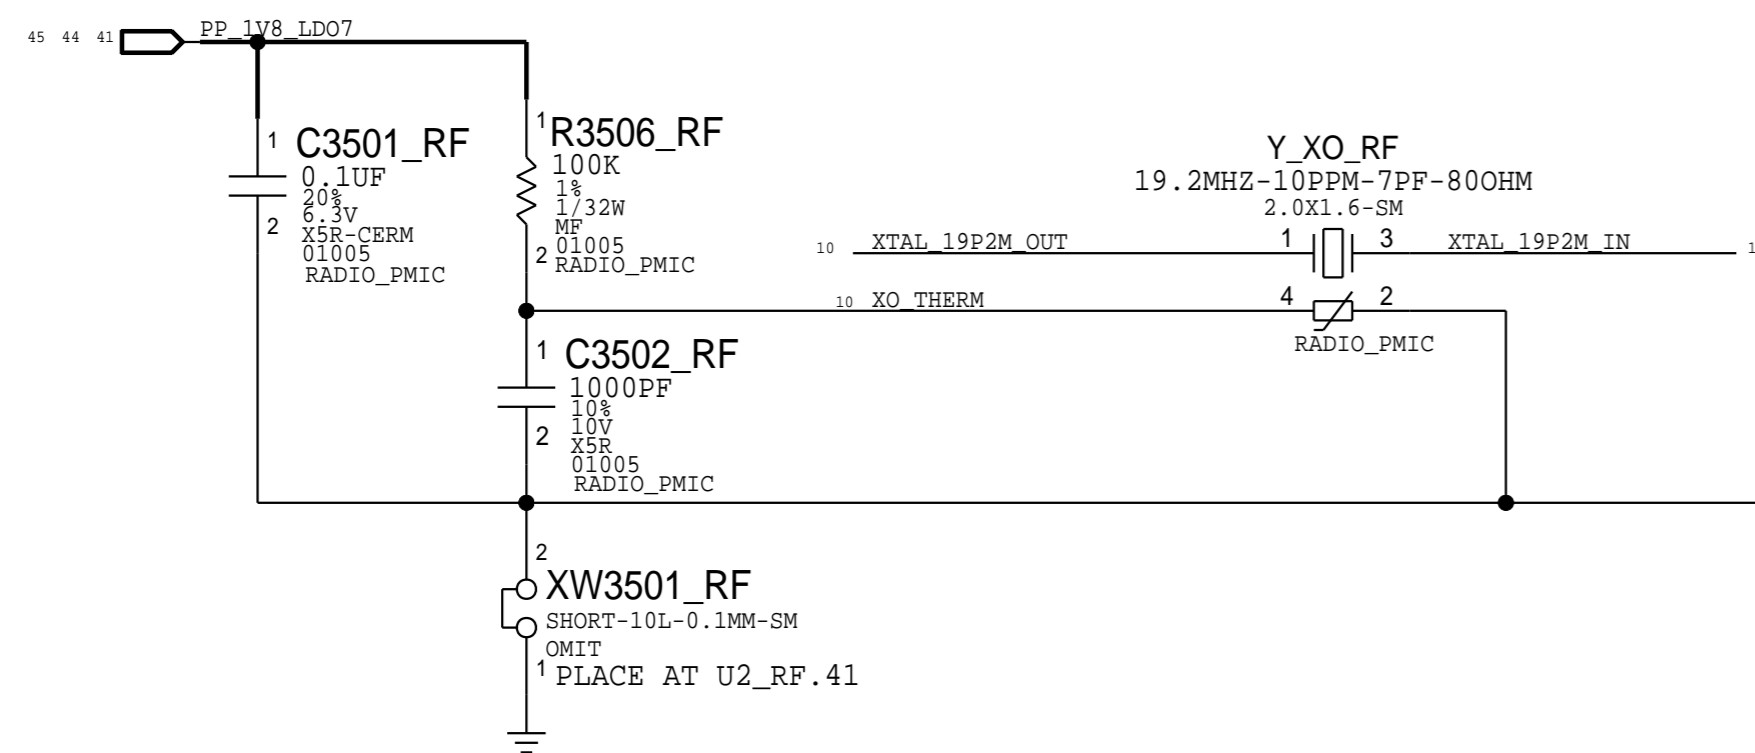 45 44 41 PP_1V8_LDO7
1 C3501_RF
0.1UF
20%
6.3V
2 X5R-CERM
01005
RADIO_PMIC
1 R3506_RF
100K
1%
1/32W
MF
01005
2 RADIO_PMIC
Y_XO_RF
19.2MHZ-10PPM-7PF-80OHM
2.0X1.6-SM
10 XTAL_19P2M_OUT 1 3 XTAL_19P2M_IN 1
10 XO_THERM 4 2
RADIO_PMIC
1 C3502_RF
1000PF
10%
10V
2 X5R
01005
RADIO_PMIC
2
XW3501_RF
SHORT-10L-0.1MM-SM
OMIT
1 PLACE AT U2_RF.41